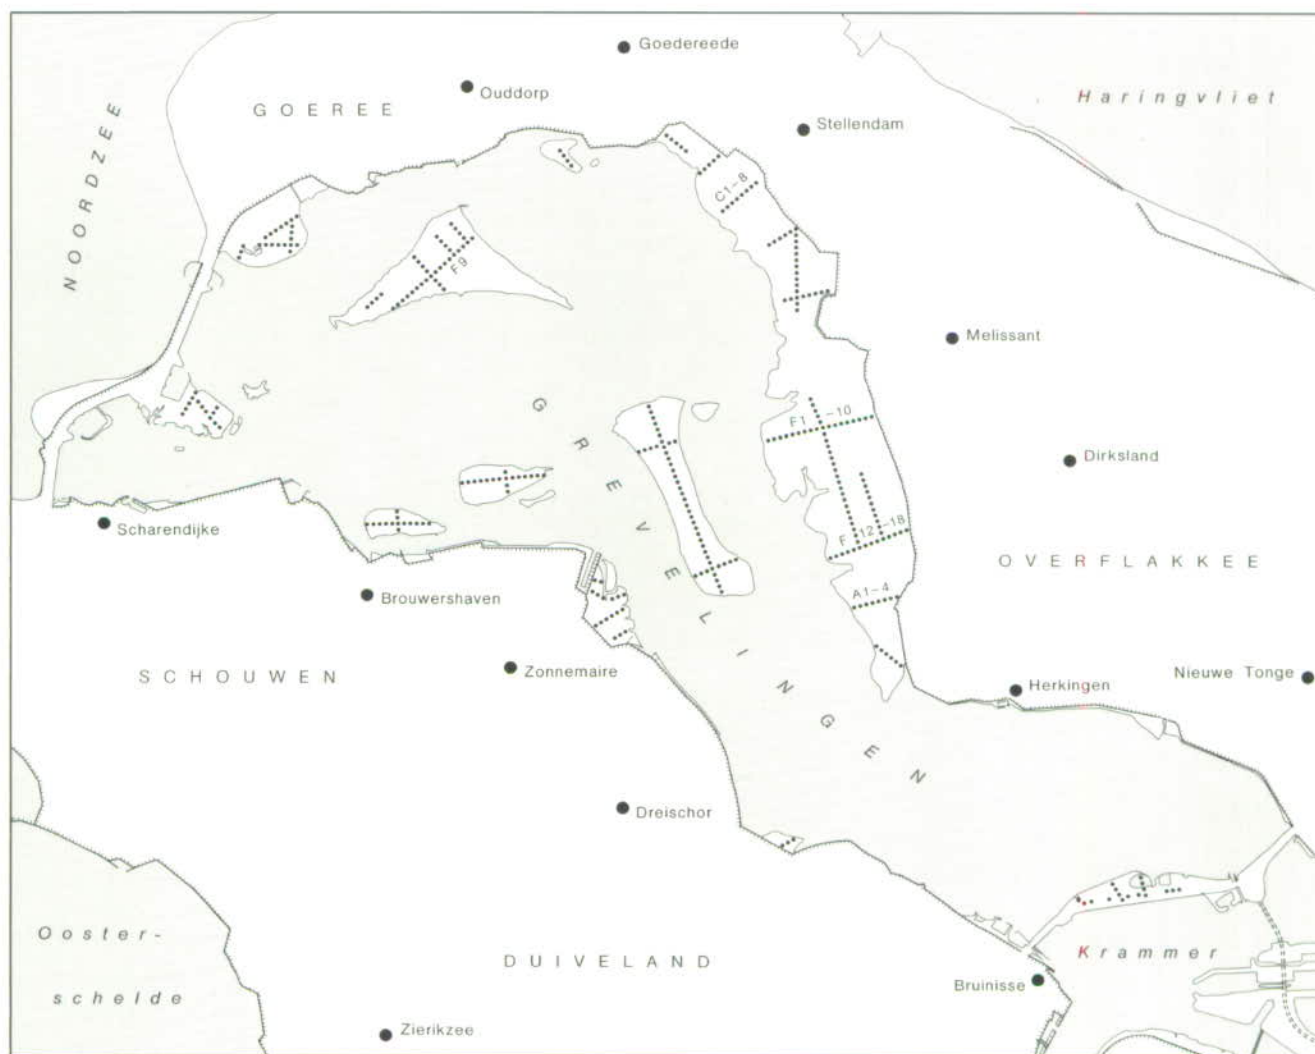 Goedereede
Ouddorp
GOEREE
Haringvliet
Stellendam
NOORDZEE
C1-8
F9
Melissant
GREVELINGEN
F1 -10
Dirksland
Scharendijke
F 12-18
OVERFLAKKEE
A1-4
Brouwershaven
SCHOUWEN
Zonnemaire
Nieuwe Tonge
Herkingen
Dreischor
Ooster-
schelde
DUIVELAND
Krammer
Bruinisse
Zierikzee